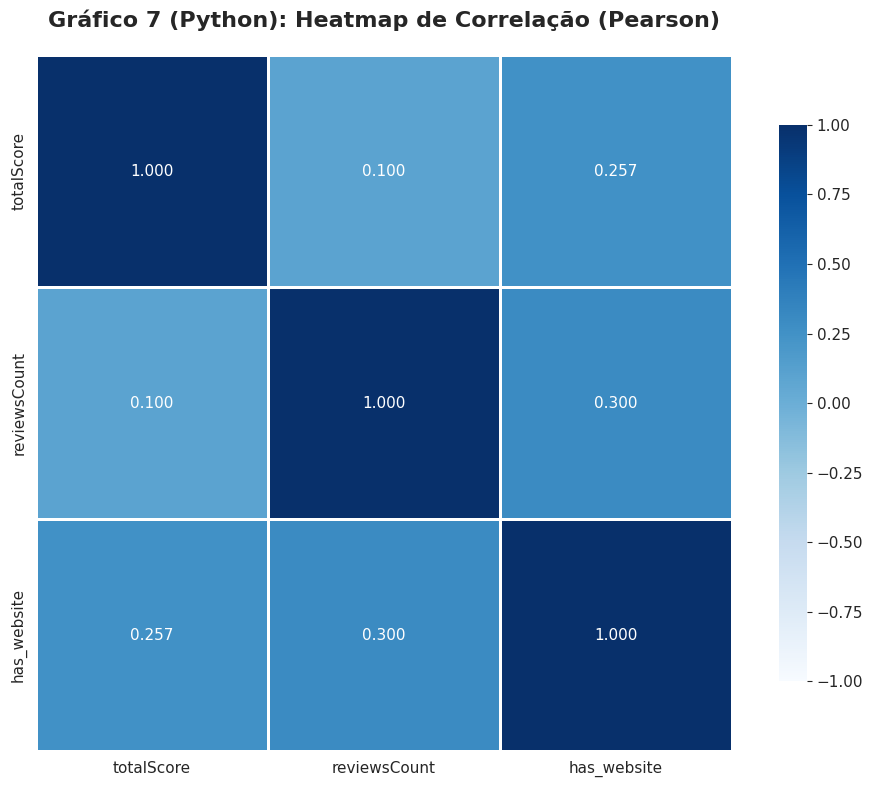 Gráfico 7 (Python): Heatmap de Correlação (Pearson)
totalScore
1.000 0.100 0.257
reviewsCount
0.100 1.000 0.300
has_website
0.257 0.300 1.000
totalScore reviewsCount has_website
1.00
0.75
0.50
0.25
0.00
−0.25
−0.50
−0.75
−1.00